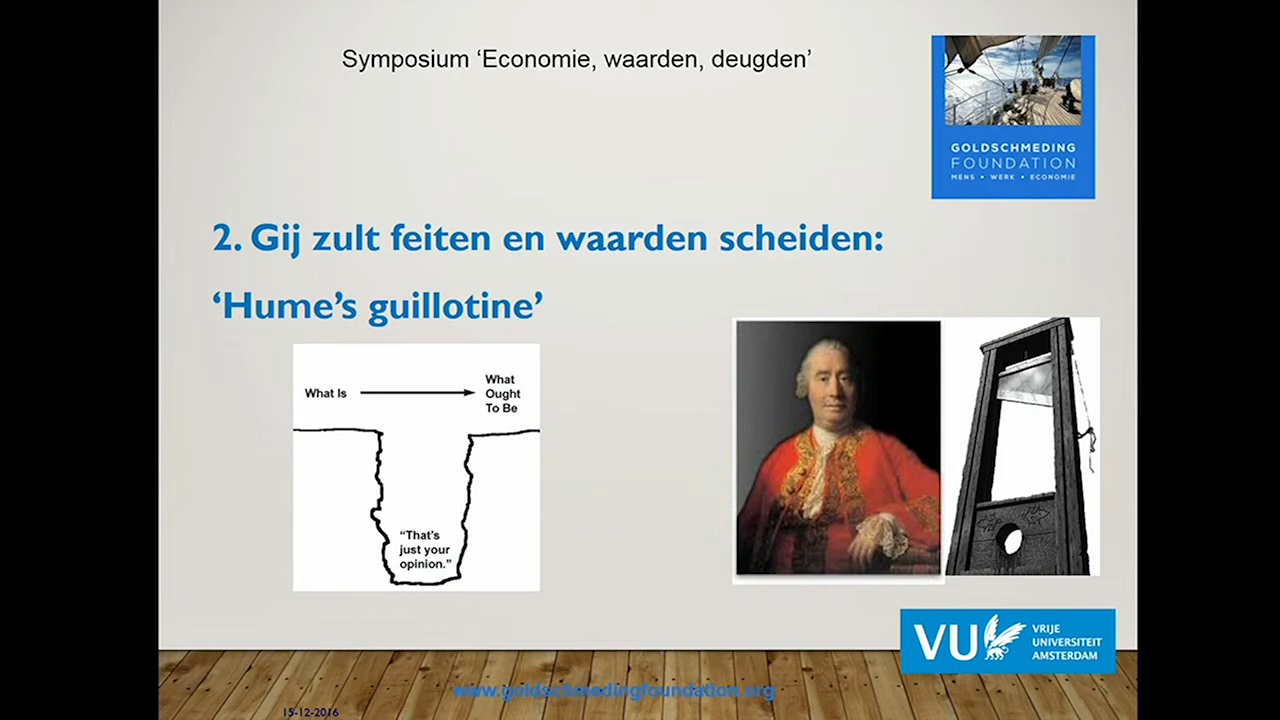 Symposium ‘Economie, waarden, deugden’
GOLDSCHMEDING
FOUNDATION
MENS • WERK • ECONOMIE
2. Gij zult feiten en waarden scheiden:
‘Hume’s guillotine’
What Is
What
Ought
To Be
“That’s
just your
opinion.”
VU
VRIJE
UNIVERSITEIT
AMSTERDAM
www.goldschmedingfoundation.org
15-12-2016